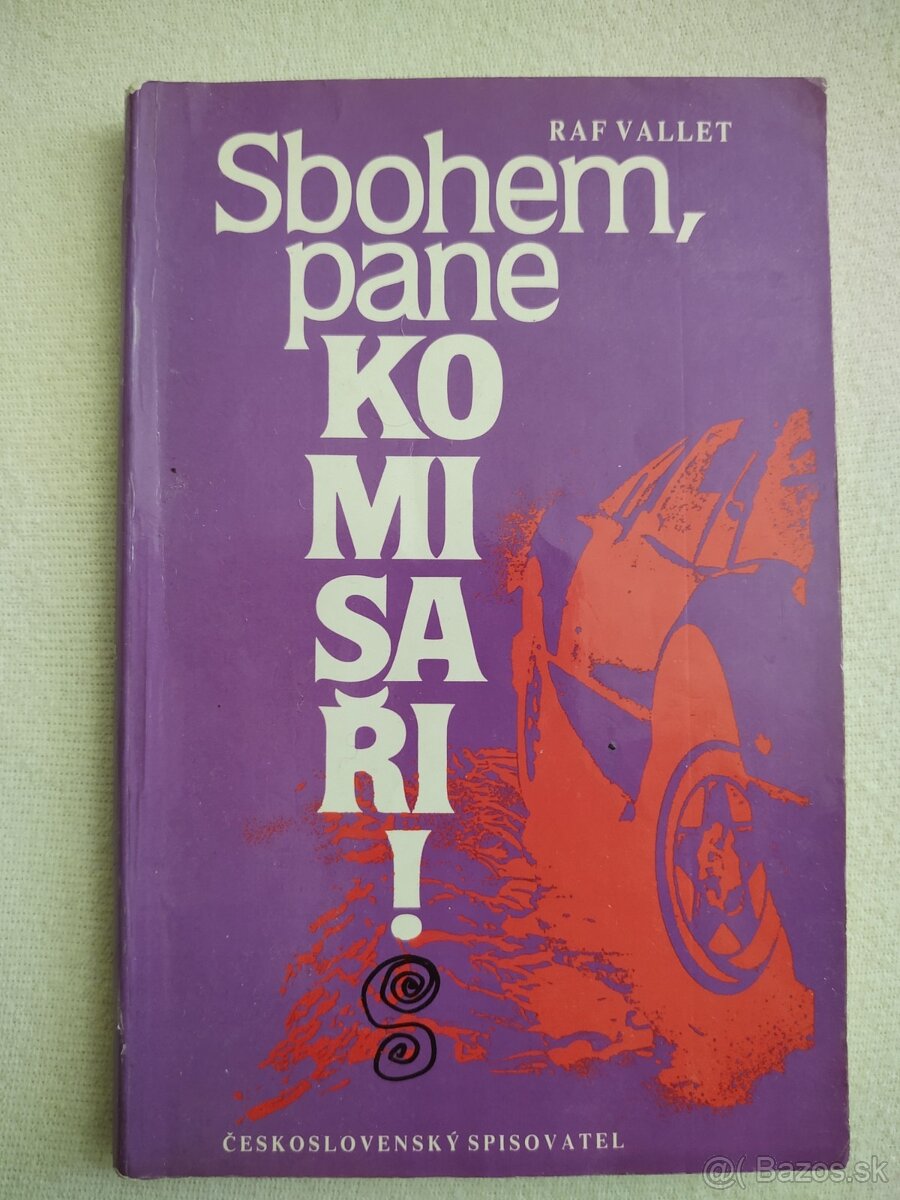 RAF VALLET
Sbohem,
pane
KO
MI
SA
ŘI
!
ČESKOSLOVENSKÝ SPISOVATEL
@( Bazos.sk